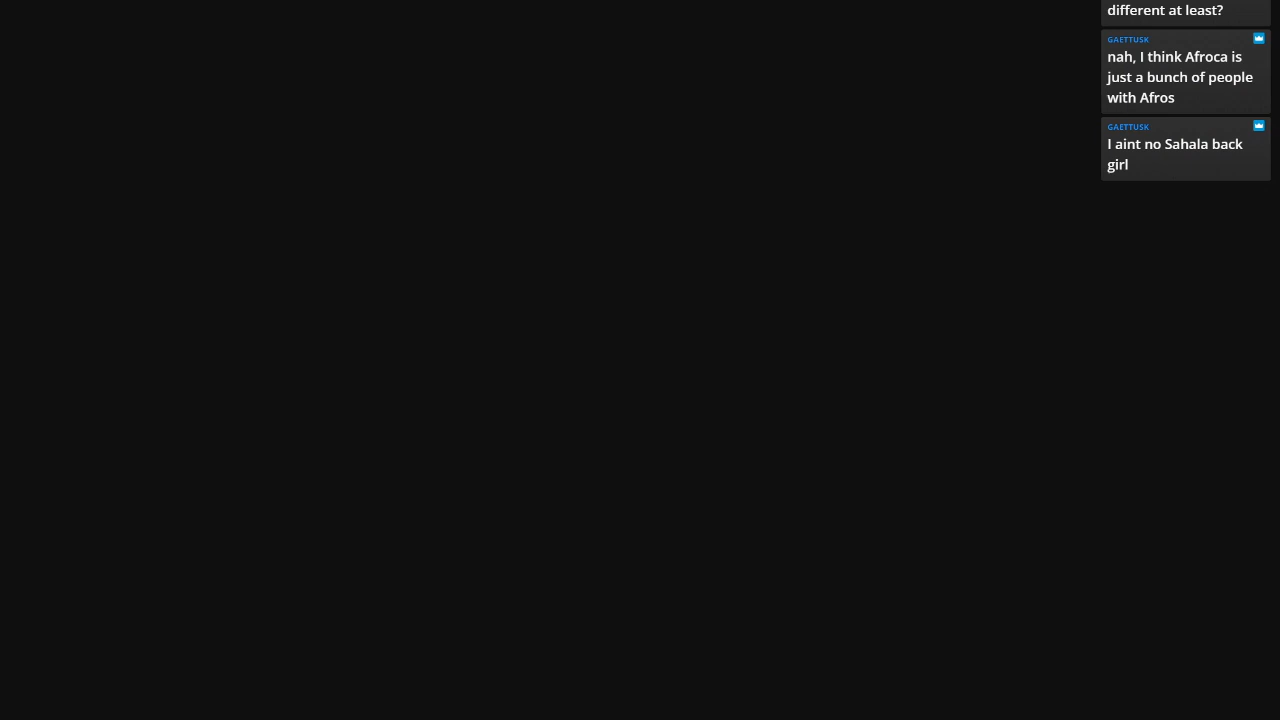 different at least?
GAETTUSK
nah, I think Afroca is
just a bunch of people
with Afros
GAETTUSK
I aint no Sahala back
girl